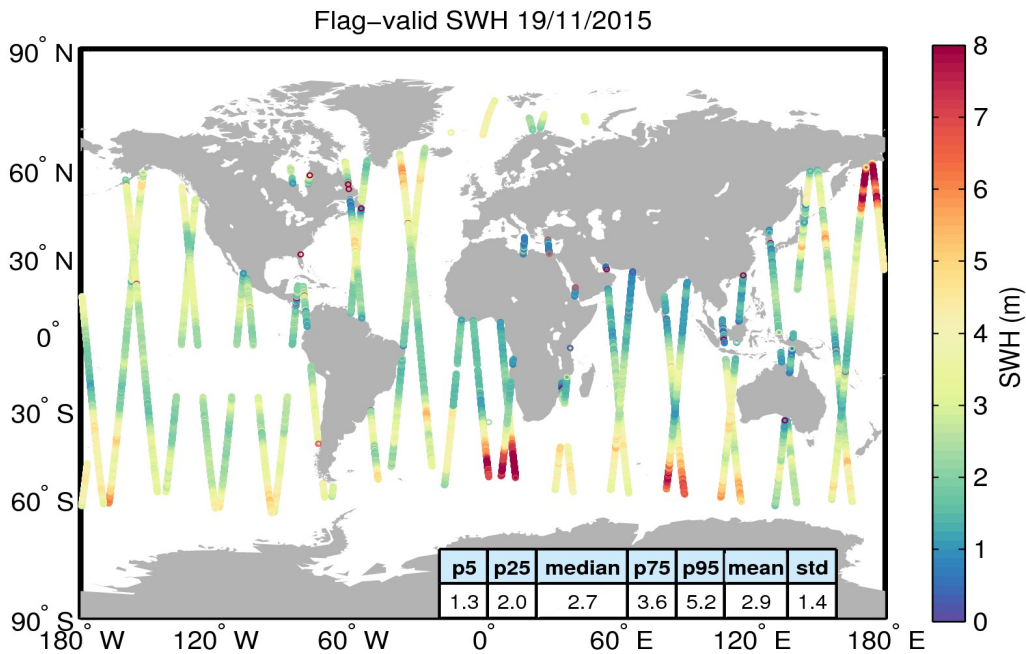 Flag−valid SWH 19/11/2015
90° N
60° N
30° N
0°
30° S
60° S
90° S
180° W
120° W
60° W
0°
60° E
120° E
180° E
p5 p25 median p75 p95 mean std
1.3 2.0 2.7 3.6 5.2 2.9 1.4
8
7
6
5
4
3
2
1
0
SWH (m)